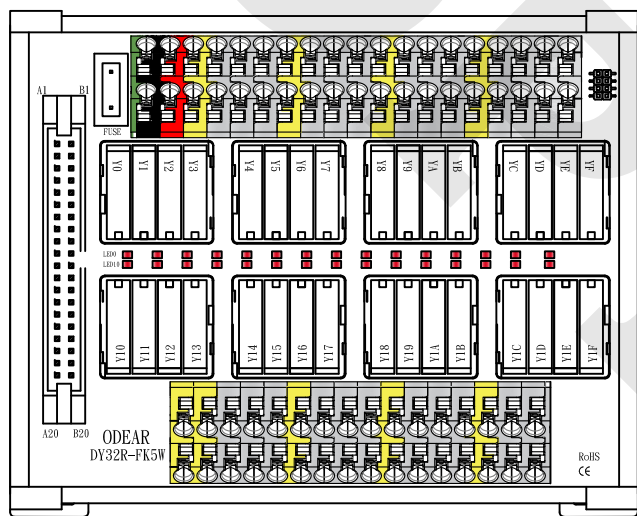 A1 B1
FUSE
Y0 Y1 Y2 Y3 Y4 Y5 Y6 Y7 Y8 Y9 YA YB YC YD YE YF
LED0
LED10
Y10 Y11 Y12 Y13 Y14 Y15 Y16 Y17 Y18 Y19 Y1A Y1B Y1C Y1D Y1E Y1F
A20 B20
ODEAR
DY32R-FK5W
RoHS
CE